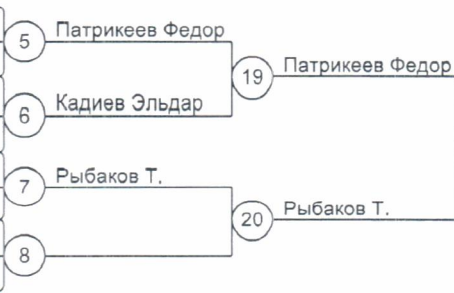 5 Патрикеев Федор
19 Патрикеев Федор
6 Кадиев Эльдар
7 Рыбаков Т.
20 Рыбаков Т.
8